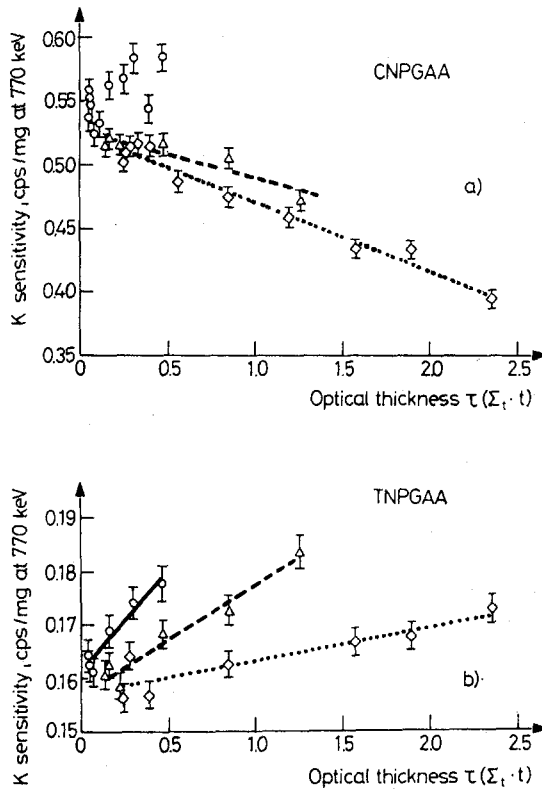 K sensitivity, cps/mg at 770 keV
0.60
CNPGAA
0.55
0.50
a)
0.45
0.40
0.35
0 0.5 1.0 1.5 2.0 2.5
Optical thickness τ (Σt · t)
K sensitivity, cps/mg at 770 keV
TNPGAA
0.19
0.18
0.17
0.16
b)
0.15
0 0.5 1.0 1.5 2.0 2.5
Optical thickness τ (Σt · t)